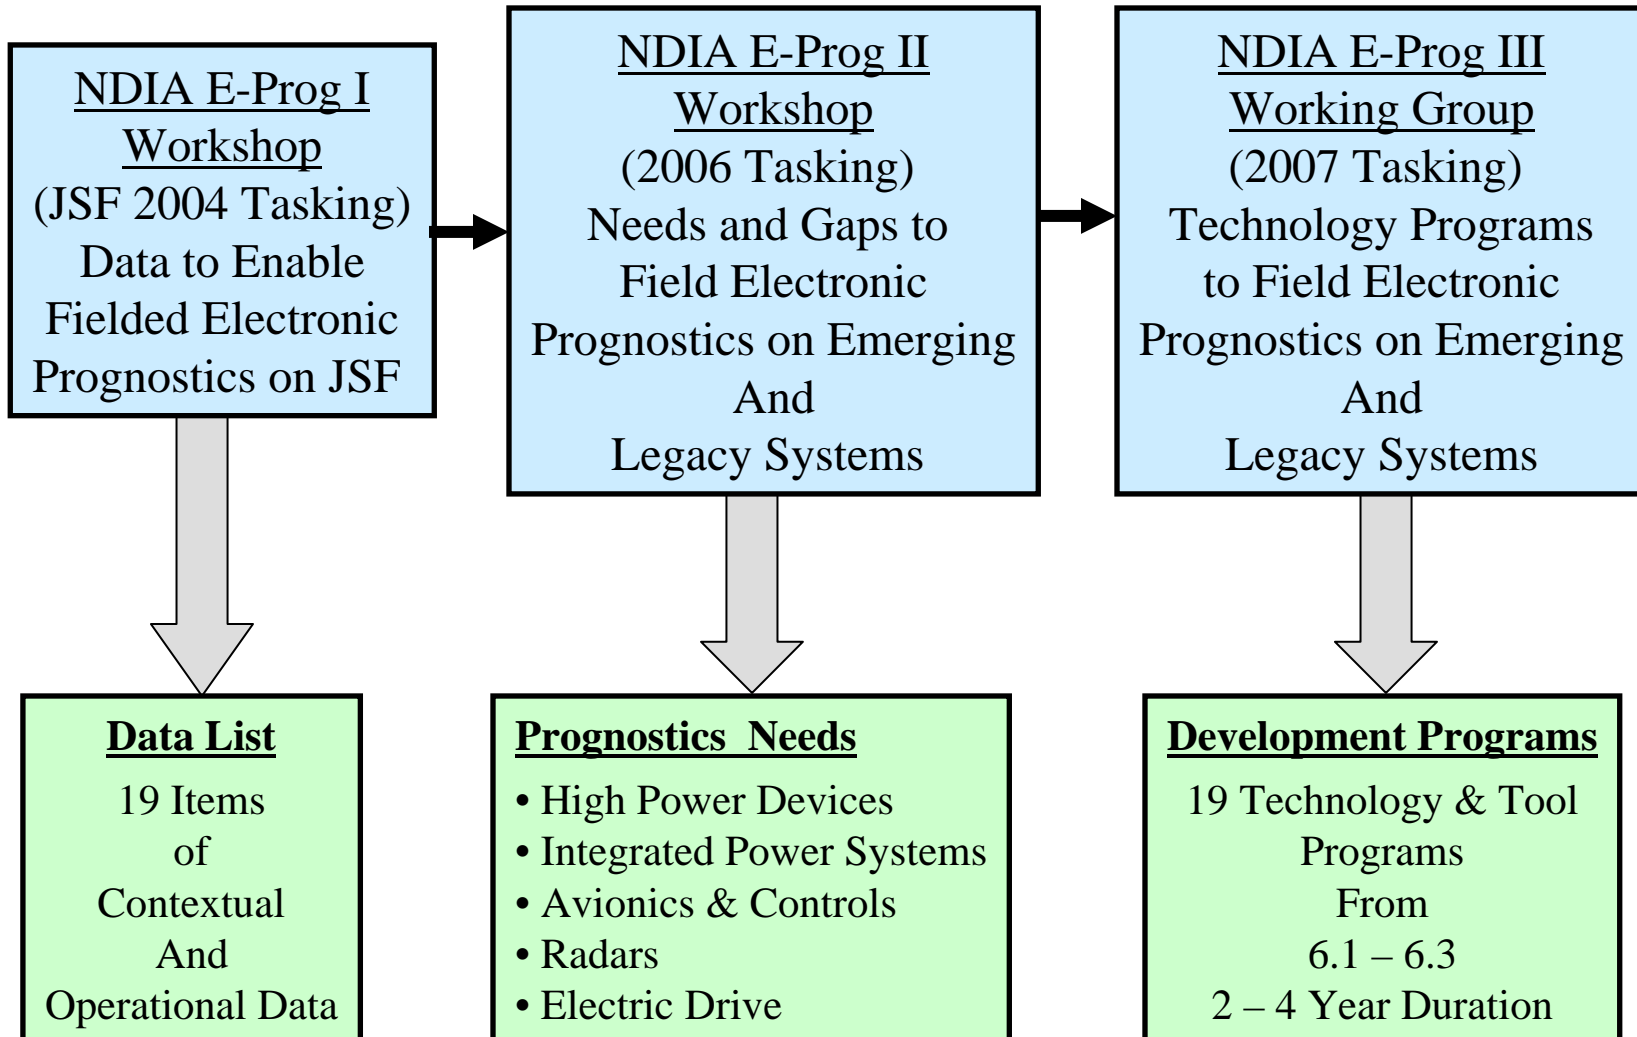 NDIA E-Prog I
Workshop
(JSF 2004 Tasking)
Data to Enable
Fielded Electronic
Prognostics on JSF
NDIA E-Prog II
Workshop
(2006 Tasking)
Needs and Gaps to
Field Electronic
Prognostics on Emerging
And
Legacy Systems
NDIA E-Prog III
Working Group
(2007 Tasking)
Technology Programs
to Field Electronic
Prognostics on Emerging
And
Legacy Systems
Data List
19 Items
of
Contextual
And
Operational Data
Prognostics Needs
• High Power Devices
• Integrated Power Systems
• Avionics & Controls
• Radars
• Electric Drive
Development Programs
19 Technology & Tool
Programs
From
6.1 – 6.3
2 – 4 Year Duration